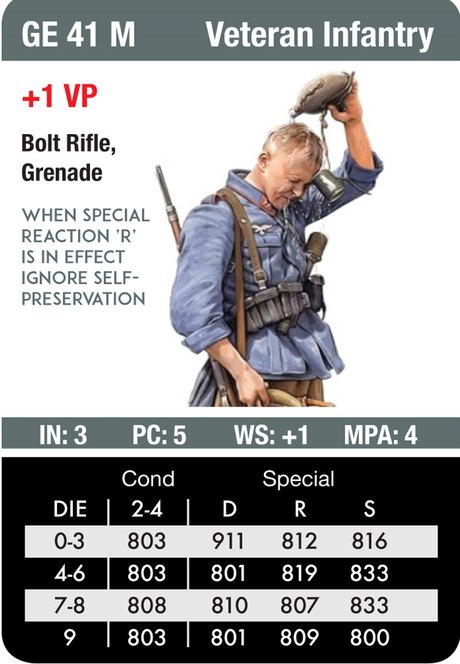 GE 41 M Veteran Infantry
+1 VP
Bolt Rifle,
Grenade
WHEN SPECIAL
REACTION 'R'
IS IN EFFECT
IGNORE SELF-
PRESERVATION
IN: 3 PC: 5 WS: +1 MPA: 4
Cond Special
DIE 2-4 D R S
0-3 803 911 812 816
4-6 803 801 819 833
7-8 808 810 807 833
9 803 801 809 800